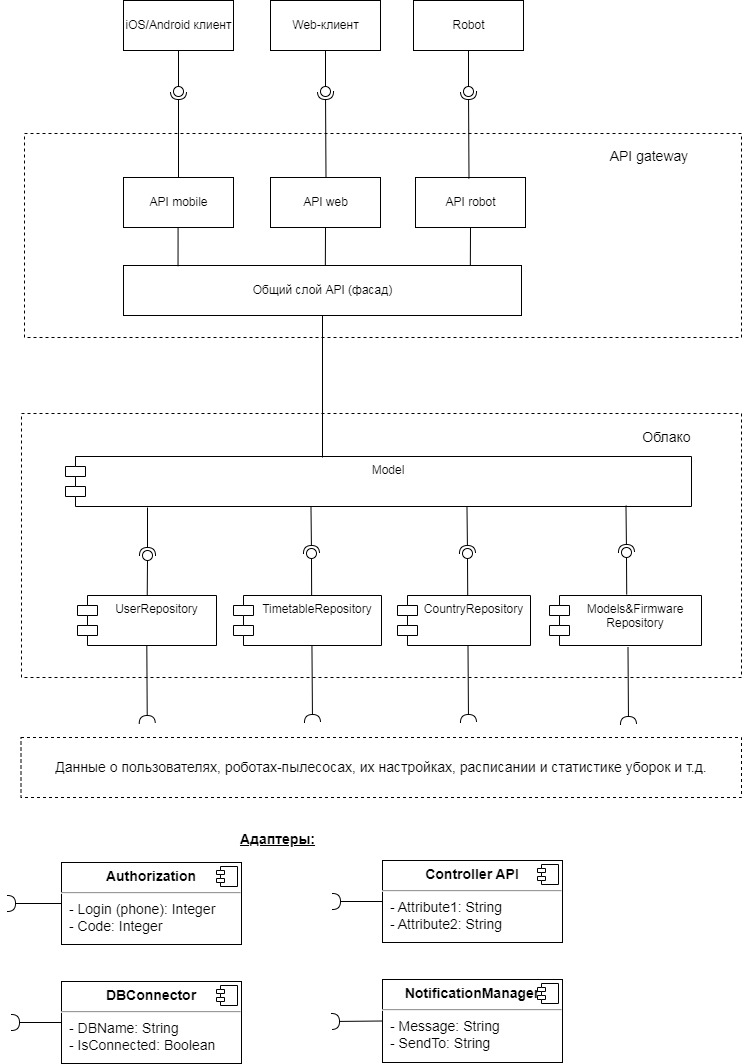 iOS/Android клиент
Web-клиент
Robot
API gateway
API mobile
API web
API robot
Общий слой API (фасад)
Облако
Model
UserRepository
TimetableRepository
CountryRepository
Models&Firmware
Repository
Данные о пользователях, роботах-пылесосах, их настройках, расписании и статистике уборок и т.д.
Адаптеры:
Authorization
- Login (phone): Integer
- Code: Integer
Controller API
- Attribute1: String
- Attribute2: String
DBConnector
- DBName: String
- IsConnected: Boolean
NotificationManager
- Message: String
- SendTo: String